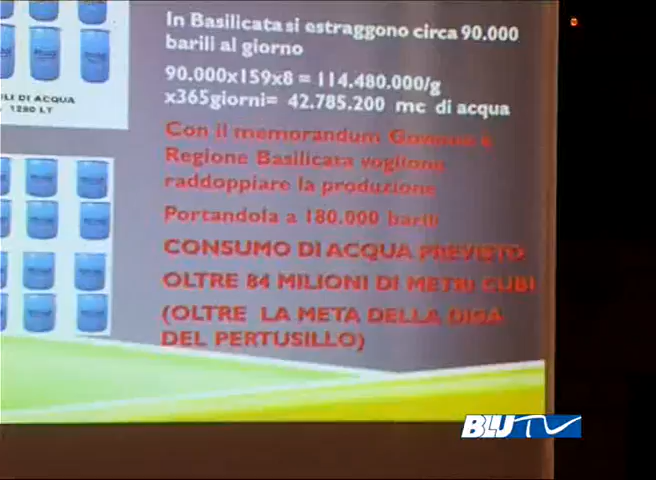 In Basilicata si estraggono circa 90.000
barili al giorno
90.000x159x8 = 114.480.000/g
x365giorni= 42.785.200 mc di acqua
Con il memorandum Governo e
Regione Basilicata vogliono
raddoppiare la produzione
Portandola a 180.000 barili
CONSUMO DI ACQUA PREVISTO
OLTRE 84 MILIONI DI METRI CUBI
(OLTRE LA META DELLA DIGA
DEL PERTUSILLO)
DI ACQUA
1280 LT
BLUTV